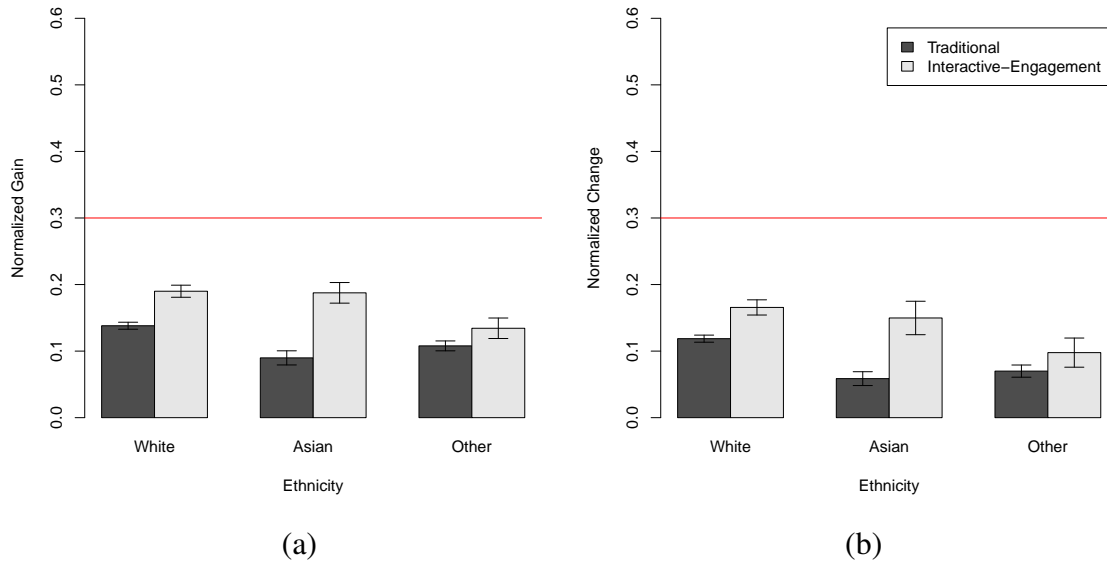 Normalized Gain
0.6
0.5
0.4
0.3
0.2
0.1
0.0
White Asian Other
Ethnicity
(a)
Normalized Change
0.6
0.5
0.4
0.3
0.2
0.1
0.0
Traditional
Interactive−Engagement
White Asian Other
Ethnicity
(b)